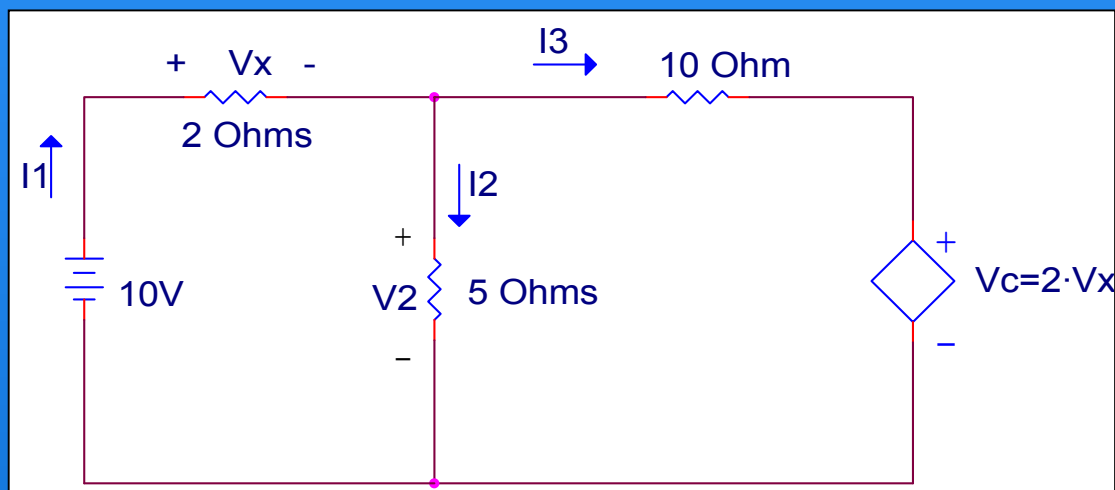 I3
+ Vx -
10 Ohm
2 Ohms
I1
I2
+
+
10V
V2
5 Ohms
Vc=2·Vx
−
−